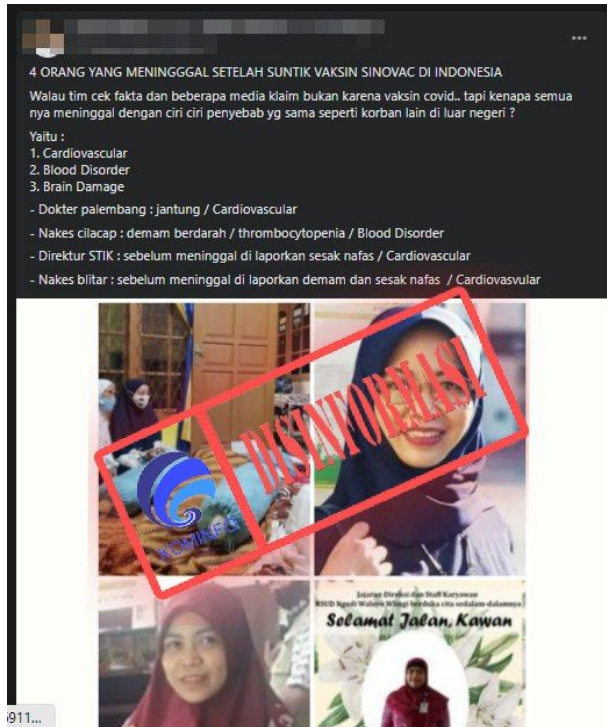 4 ORANG YANG MENINGGGAL SETELAH SUNTIK VAKSIN SINOVAC DI INDONESIA
Walau tim cek fakta dan beberapa media klaim bukan karena vaksin covid.. tapi kenapa semua
nya meninggal dengan ciri ciri penyebab yg sama seperti korban lain di luar negeri ?
Yaitu :
1. Cardiovascular
2. Blood Disorder
3. Brain Damage
- Dokter palembang : jantung / Cardiovascular
- Nakes cilacap : demam berdarah / thrombocytopenia / Blood Disorder
- Direktur STIK : sebelum meninggal di laporkan sesak nafas / Cardiovascular
- Nakes blitar : sebelum meninggal di laporkan demam dan sesak nafas / Cardiovasvular
DISINFORMASI
KOMINFO
Jajaran Direksi dan Staff Karyawan
RSUD Ngudi Waluyo Wlingi berduka cita sedalam-dalamnya
Selamat Jalan, Kawan
5911...